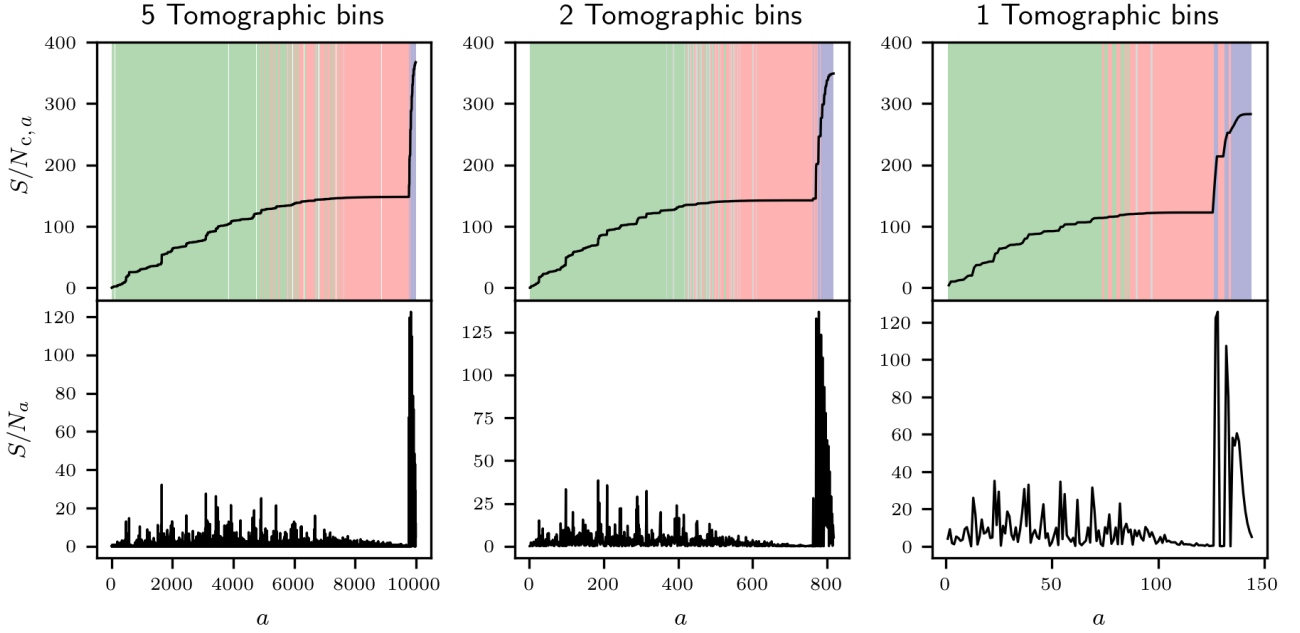 5 Tomographic bins
2 Tomographic bins
1 Tomographic bins
400 300 200 100 0
S/N_{c,a}
400 300 200 100 0
400 300 200 100 0
120 100 80 60 40 20 0
S/N_a
125 100 75 50 25 0
120 100 80 60 40 20 0
0 2000 4000 6000 8000 10000
0 200 400 600 800
0 50 100 150
a
a
a